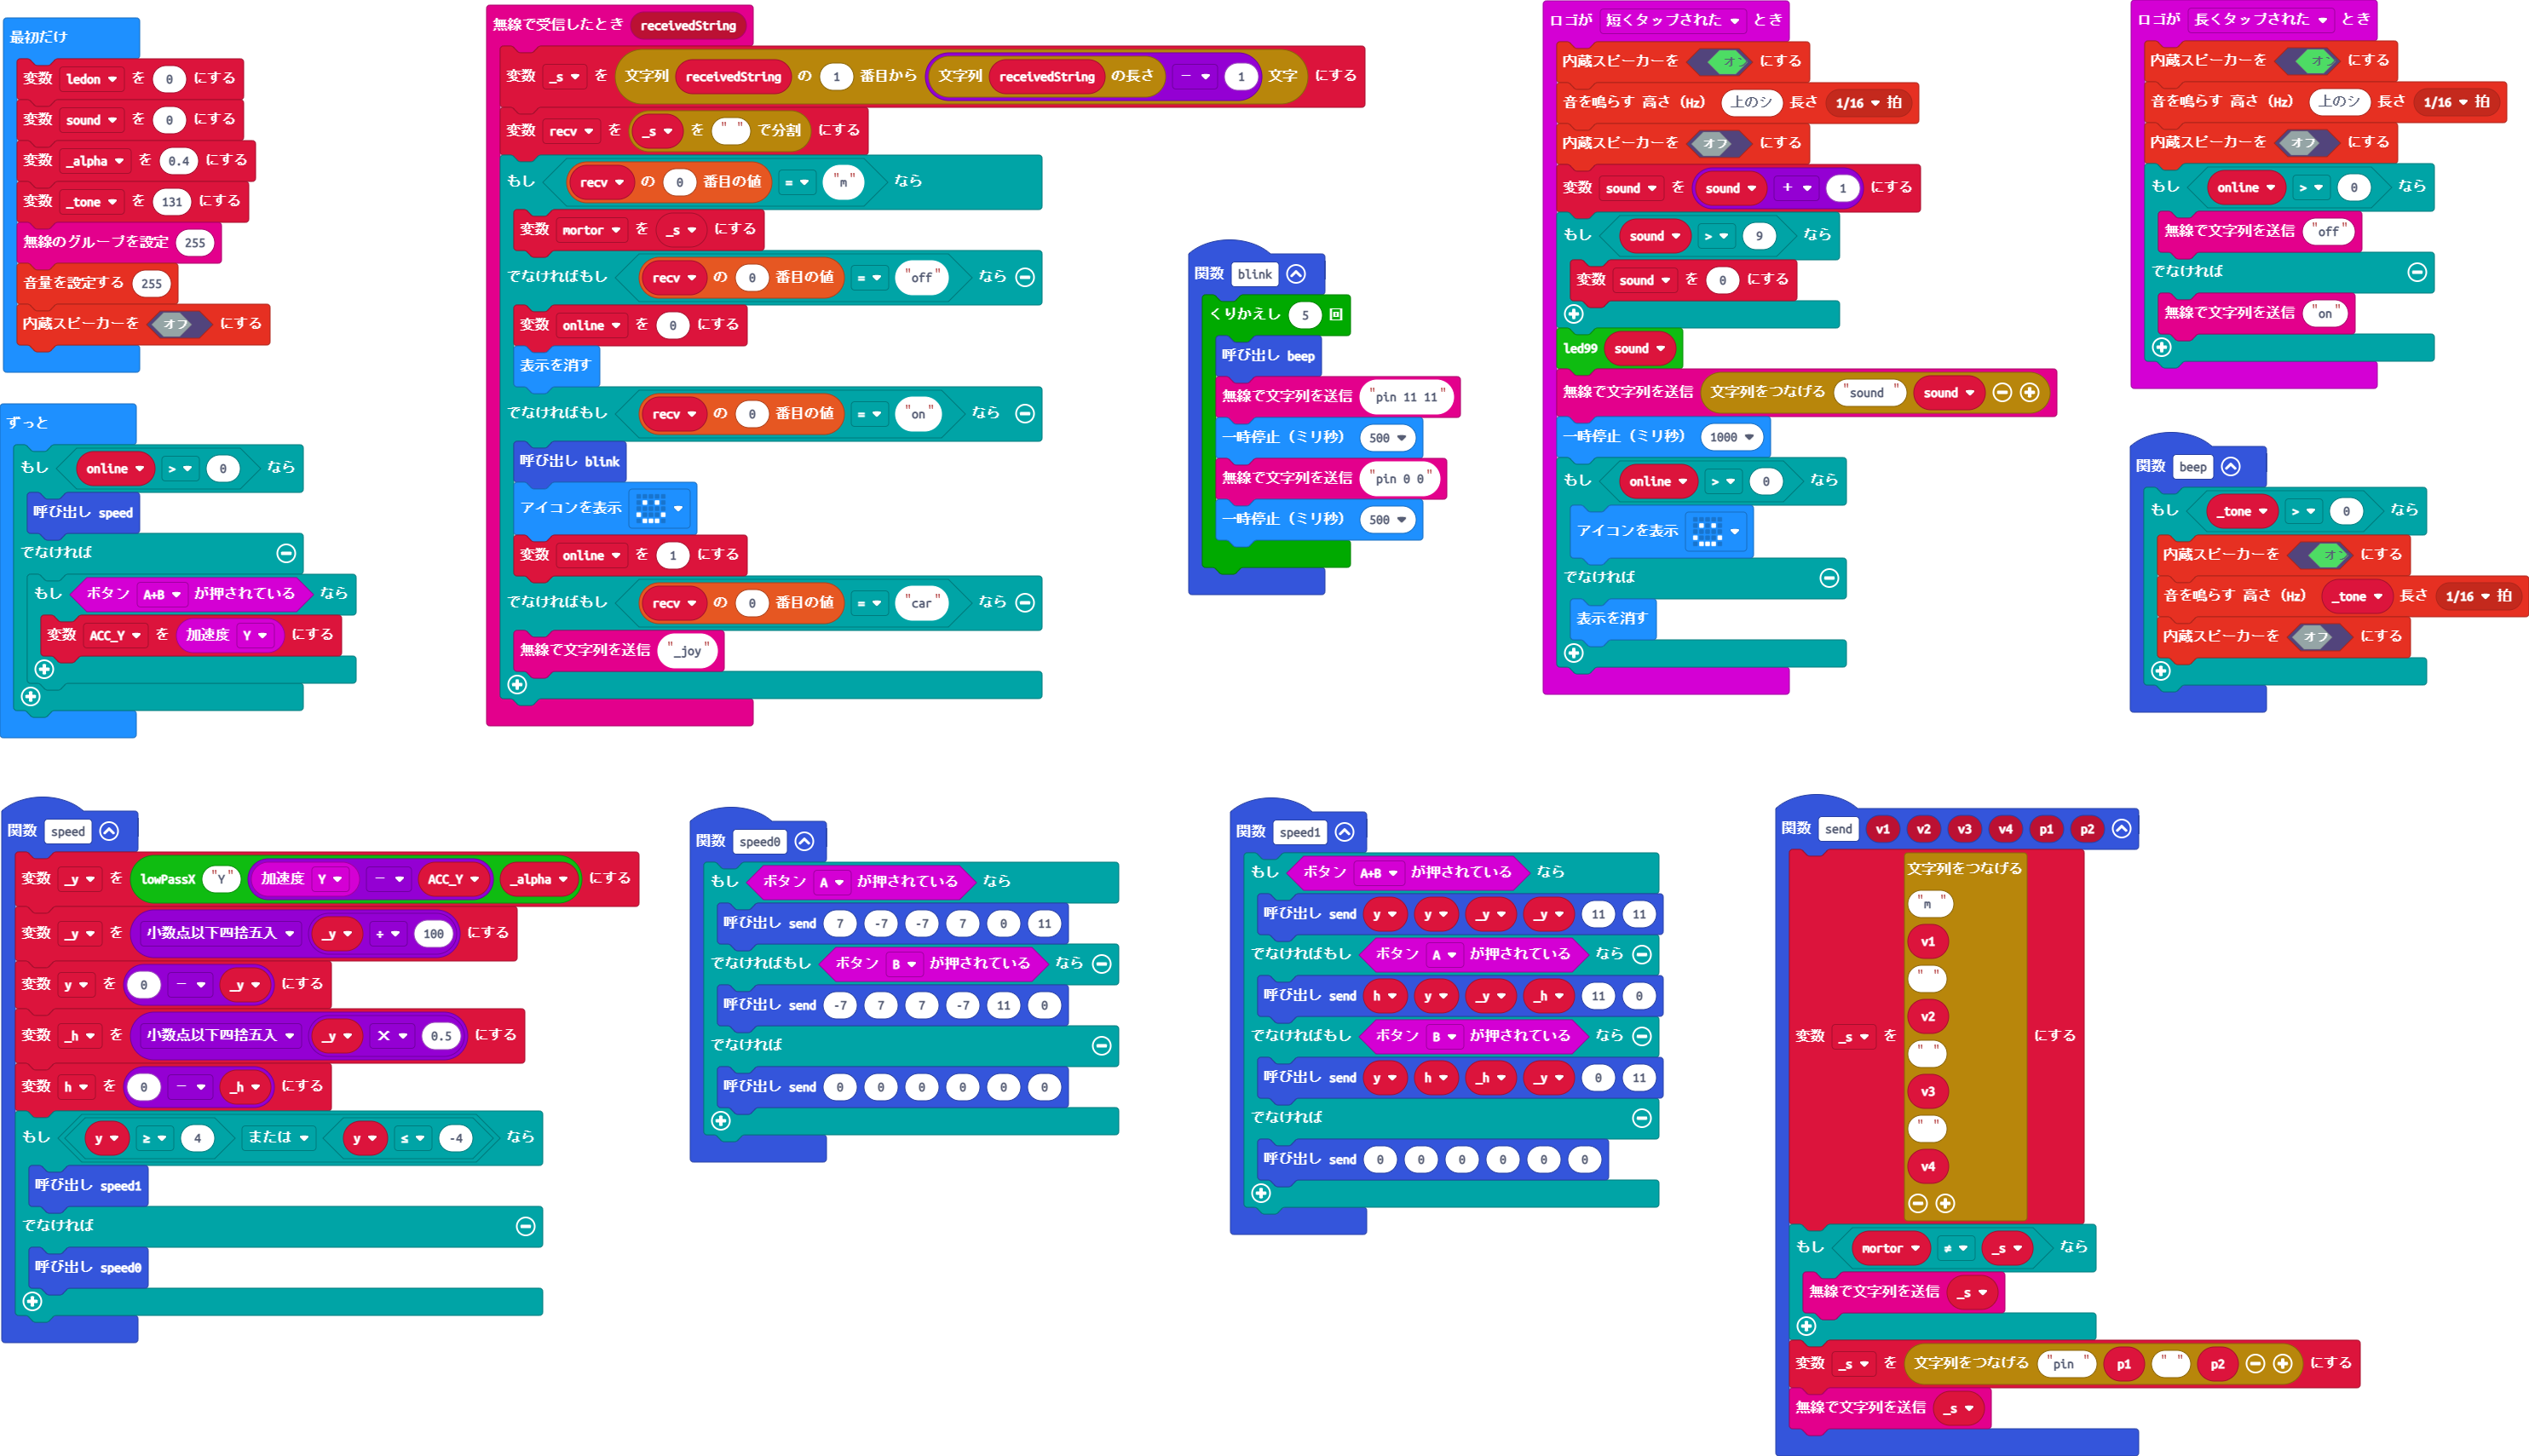 最初だけ
変数 ledon を 0 にする
変数 sound を 0 にする
変数 _alpha を 0.4 にする
変数 _tone を 131 にする
無線のグループを設定 255
音量を設定する 255
内蔵スピーカーを オフ にする
ずっと
もし online > 0 なら
呼び出し speed
でなければ
もし ボタン A+B が押されている なら
変数 ACC_Y を 加速度 Y にする
無線で受信したとき receivedString
変数 _s を 文字列 receivedString の 1 番目から 文字列 receivedString の長さ - 1 文字 にする
変数 recv を _s を " " で分割 にする
もし recv の 0 番目の値 = "m" なら
変数 mortor を _s にする
でなければもし recv の 0 番目の値 = "off" なら
変数 online を 0 にする
表示を消す
でなければもし recv の 0 番目の値 = "on" なら
呼び出し blink
アイコンを表示
変数 online を 1 にする
でなければもし recv の 0 番目の値 = "car" なら
無線で文字列を送信 "_joy"
関数 blink
くりかえし 5 回
呼び出し beep
無線で文字列を送信 "pin 11 11"
一時停止（ミリ秒） 500
無線で文字列を送信 "pin 0 0"
一時停止（ミリ秒） 500
ロゴが 短くタップされた とき
内蔵スピーカーを オン にする
音を鳴らす 高さ（Hz） 上のシ 長さ 1/16 拍
内蔵スピーカーを オフ にする
変数 sound を sound + 1 にする
もし sound > 9 なら
変数 sound を 0 にする
led99 sound
無線で文字列を送信 文字列をつなげる "sound " sound
一時停止（ミリ秒） 1000
もし online > 0 なら
アイコンを表示
でなければ
表示を消す
ロゴが 長くタップされた とき
内蔵スピーカーを オン にする
音を鳴らす 高さ（Hz） 上のシ 長さ 1/16 拍
内蔵スピーカーを オフ にする
もし online > 0 なら
無線で文字列を送信 "off"
でなければ
無線で文字列を送信 "on"
関数 beep
もし _tone > 0 なら
内蔵スピーカーを オン にする
音を鳴らす 高さ（Hz） _tone 長さ 1/16 拍
内蔵スピーカーを オフ にする
関数 speed
変数 _y を lowPassX "Y" 加速度 Y - ACC_Y _alpha にする
変数 _y を 小数点以下四捨五入 _y ÷ 100 にする
変数 y を 0 - _y にする
変数 _h を 小数点以下四捨五入 _y × 0.5 にする
変数 h を 0 - _h にする
もし y ≥ 4 または y ≤ -4 なら
呼び出し speed1
でなければ
呼び出し speed0
関数 speed0
もし ボタン A が押されている なら
呼び出し send 7 -7 -7 7 0 11
でなければもし ボタン B が押されている なら
呼び出し send -7 7 7 -7 11 0
でなければ
呼び出し send 0 0 0 0 0 0
関数 speed1
もし ボタン A+B が押されている なら
呼び出し send y y _y _y 11 11
でなければもし ボタン A が押されている なら
呼び出し send h y _y _h 11 0
でなければもし ボタン B が押されている なら
呼び出し send y h _h _y 0 11
でなければ
呼び出し send 0 0 0 0 0 0
関数 send v1 v2 v3 v4 p1 p2
文字列をつなげる
"m "
v1
" "
v2
" "
変数 _s を にする
v3
" "
v4
もし mortor ≠ _s なら
無線で文字列を送信 _s
変数 _s を 文字列をつなげる "pin " p1 " " p2 にする
無線で文字列を送信 _s